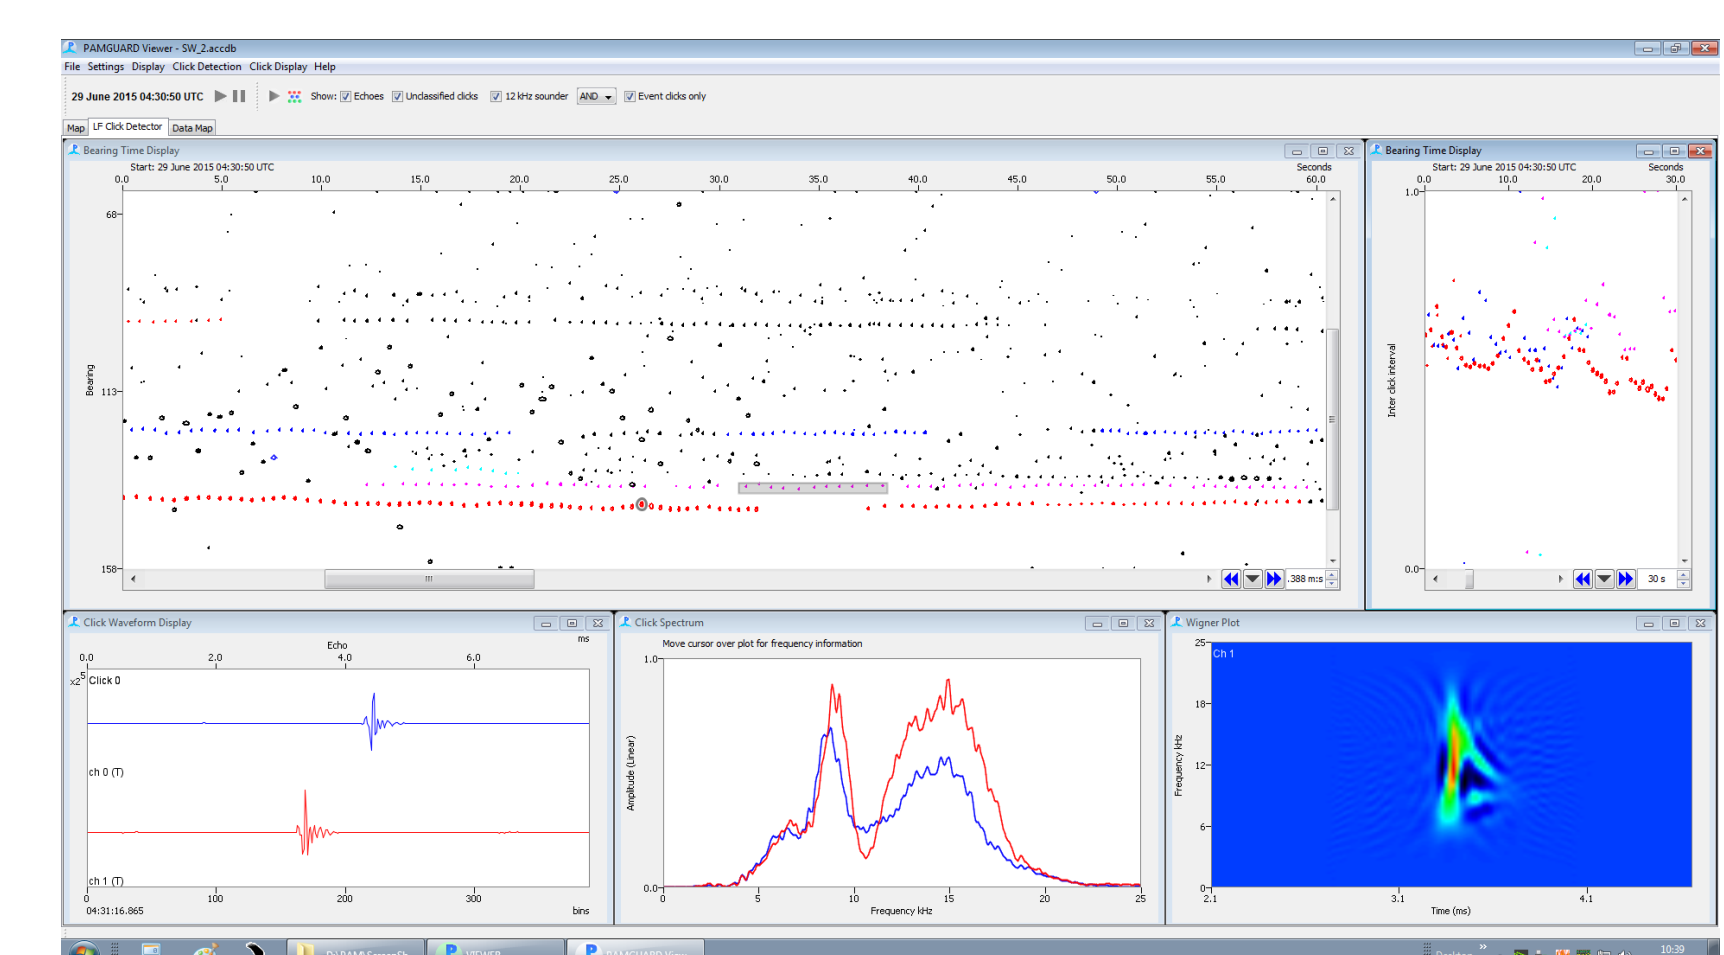 PAMGUARD Viewer - SW_2.accdb
File Settings Display Click Detection Click Display Help
29 June 2015 04:30:50 UTC Show: Echoes Unclassified clicks 12 kHz sounder AND Event clicks only
Map LF Click Detector Data Map
Bearing Time Display
Start: 29 June 2015 04:30:50 UTC Seconds
0.0 5.0 10.0 15.0 20.0 25.0 30.0 35.0 40.0 45.0 50.0 55.0 60.0
68
Bearing
113
158
.388 m:s
Bearing Time Display
Start: 29 June 2015 04:30:50 UTC Seconds
0.0 10.0 20.0 30.0
1.0
Inter click interval
0.0
30 s
Click Waveform Display
Echo ms
0.0 2.0 4.0 6.0
x2^5 Click 0
ch 0 (T)
ch 1 (T)
0 100 200 300
04:31:16.865 bins
Click Spectrum
Move cursor over plot for frequency information
1.0
Amplitude (Linear)
0.0
0 5 10 15 20 25
Frequency kHz
Wigner Plot
Ch 1
25
18
Frequency kHz
12
6
0
2.1 3.1 4.1
Time (ms)
VIEWER
PAMGUARD View
Desktop
10:39